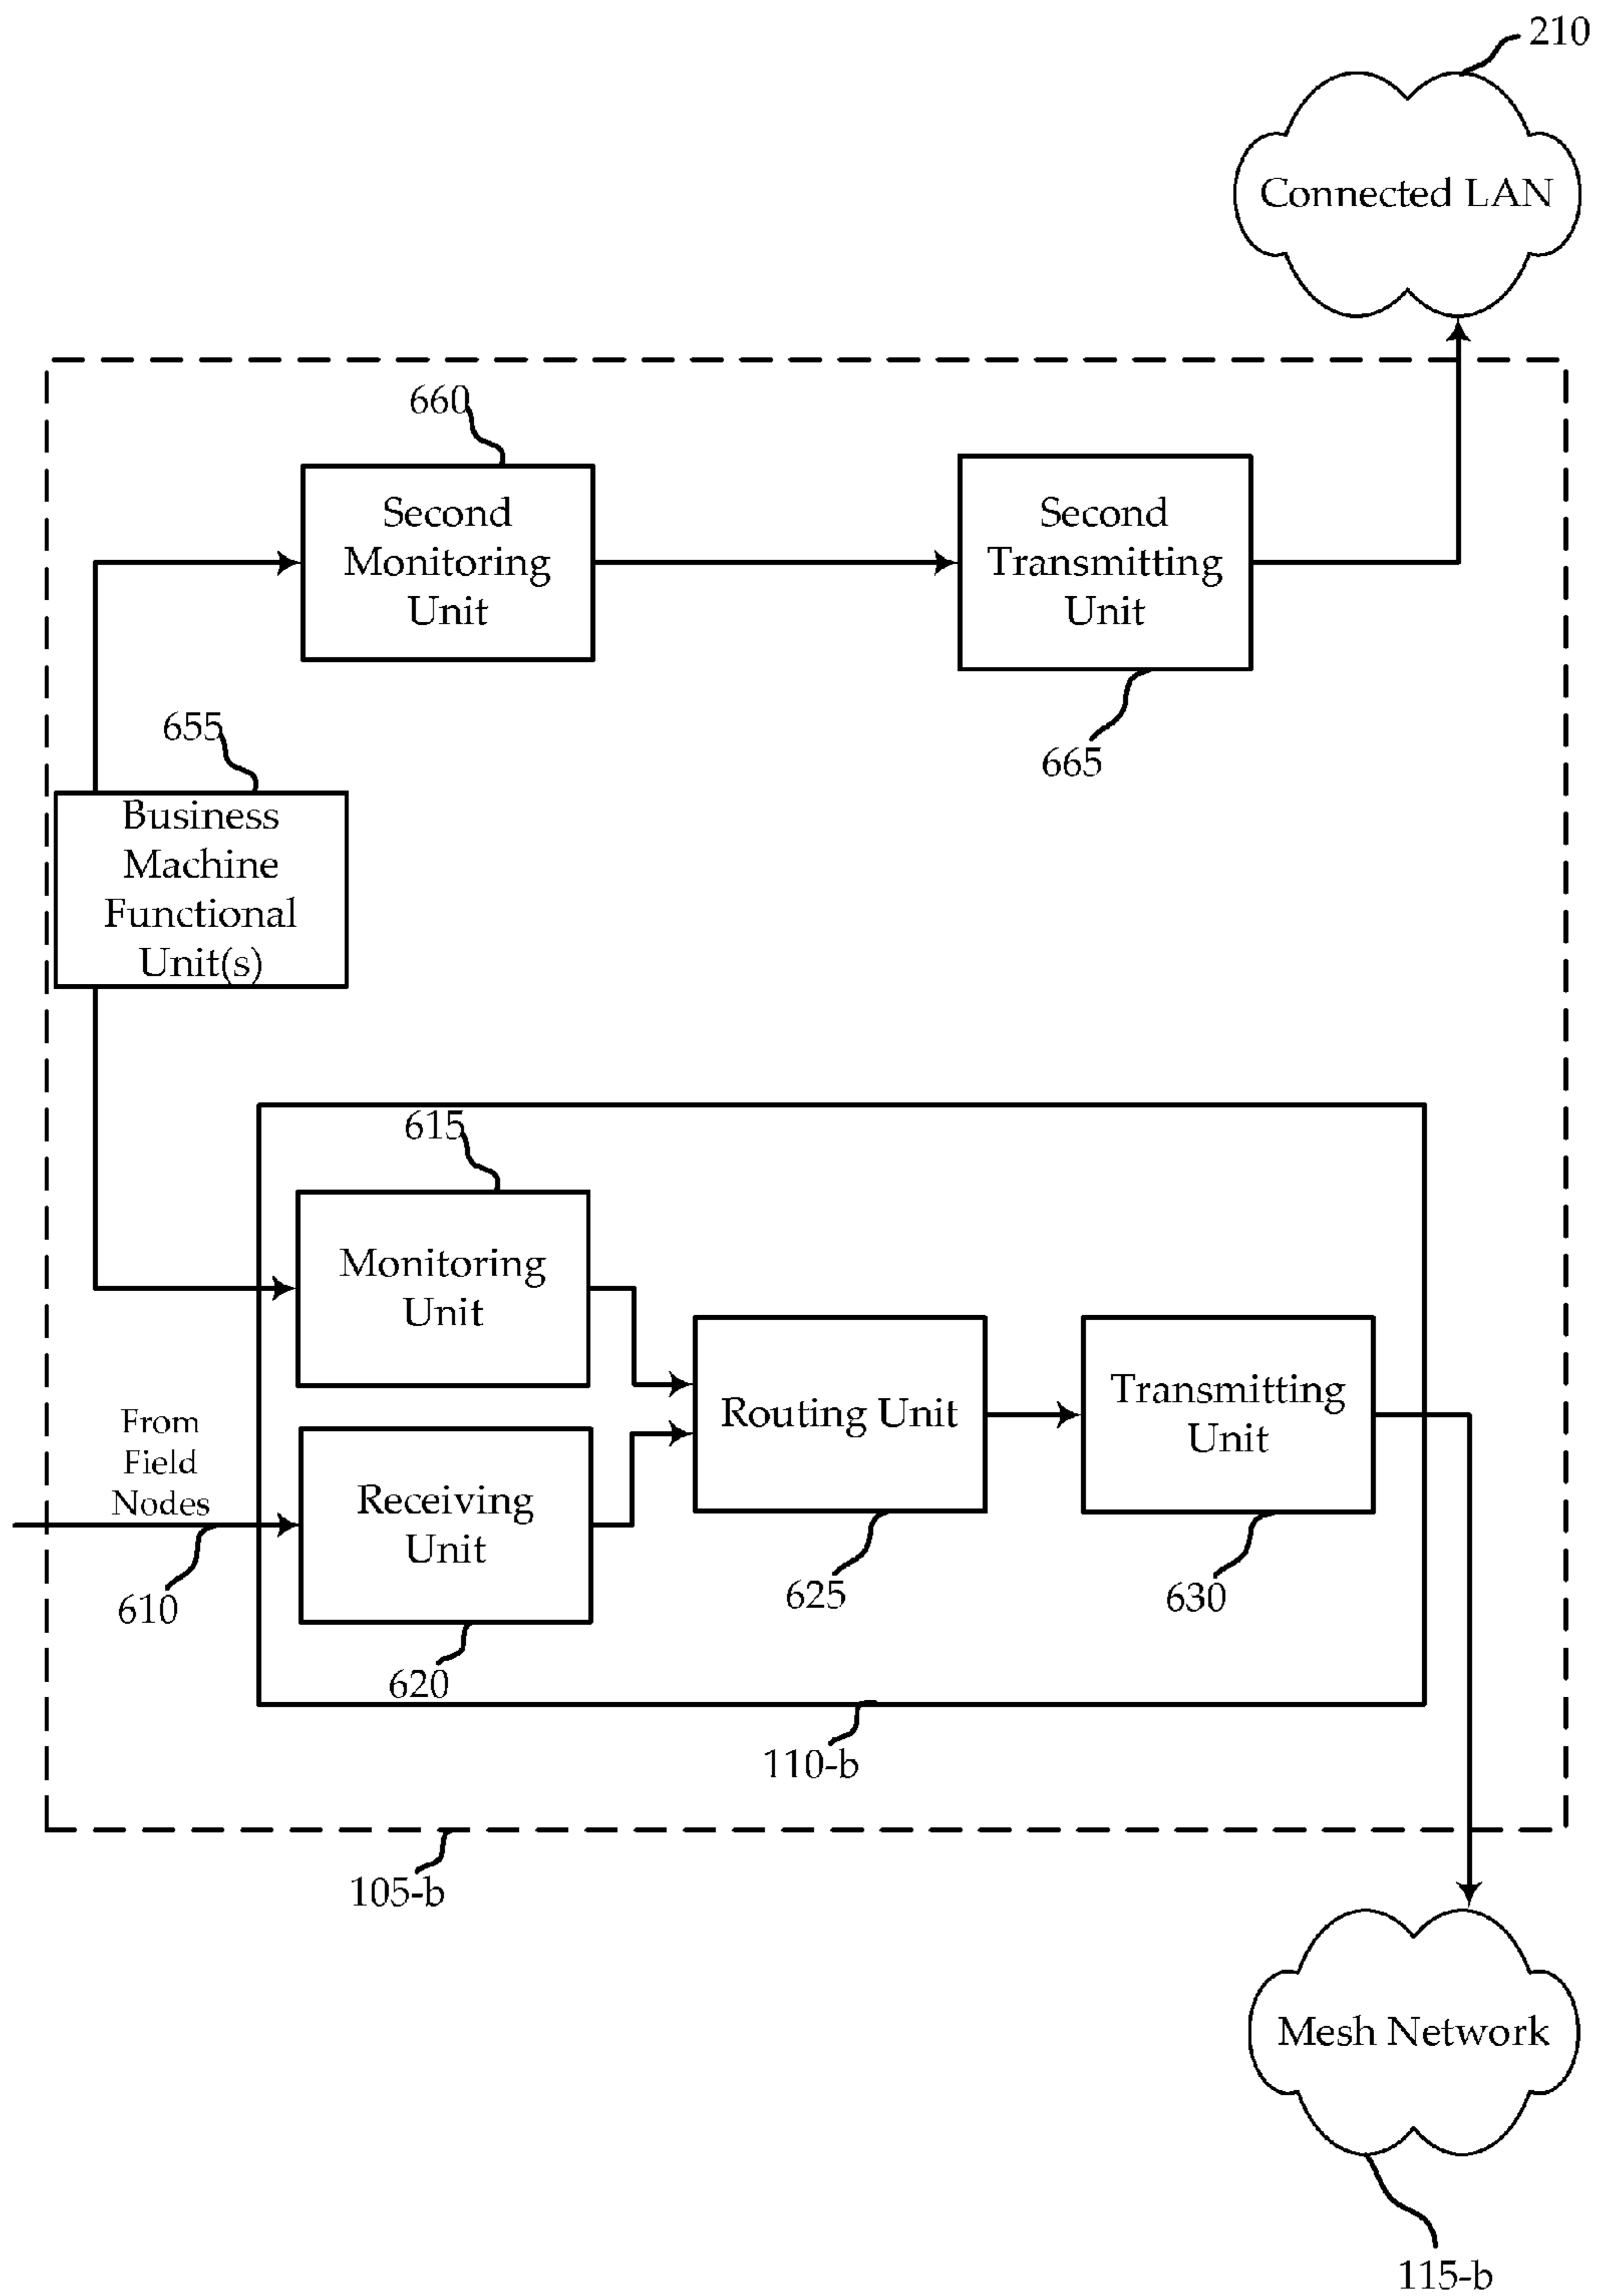 210
Connected LAN
660
Second
Monitoring
Unit
Second
Transmitting
Unit
665
655
Business
Machine
Functional
Unit(s)
615
Monitoring
Unit
From
Field
Nodes
610
Receiving
Unit
620
Routing Unit
625
Transmitting
Unit
630
110-b
105-b
Mesh Network
115-b